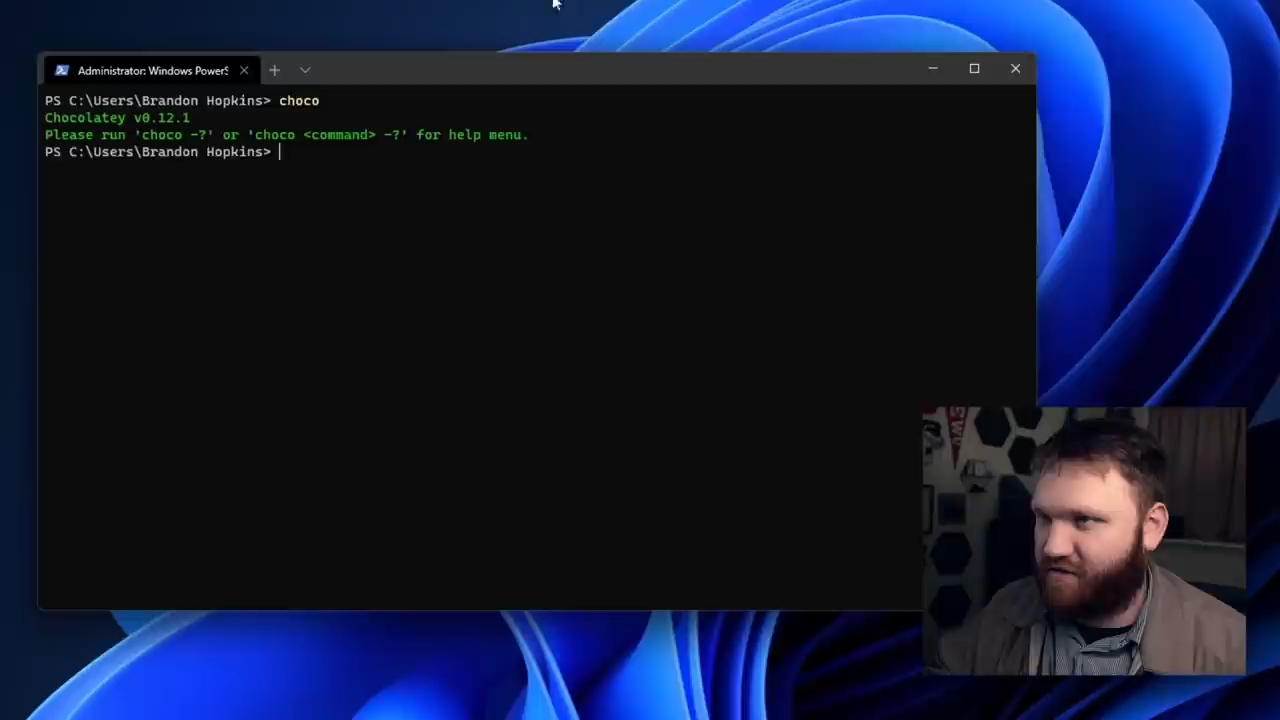 Administrator: Windows PowerS
PS C:\Users\Brandon Hopkins> choco
Chocolatey v0.12.1
Please run 'choco -?' or 'choco <command> -?' for help menu.
PS C:\Users\Brandon Hopkins>